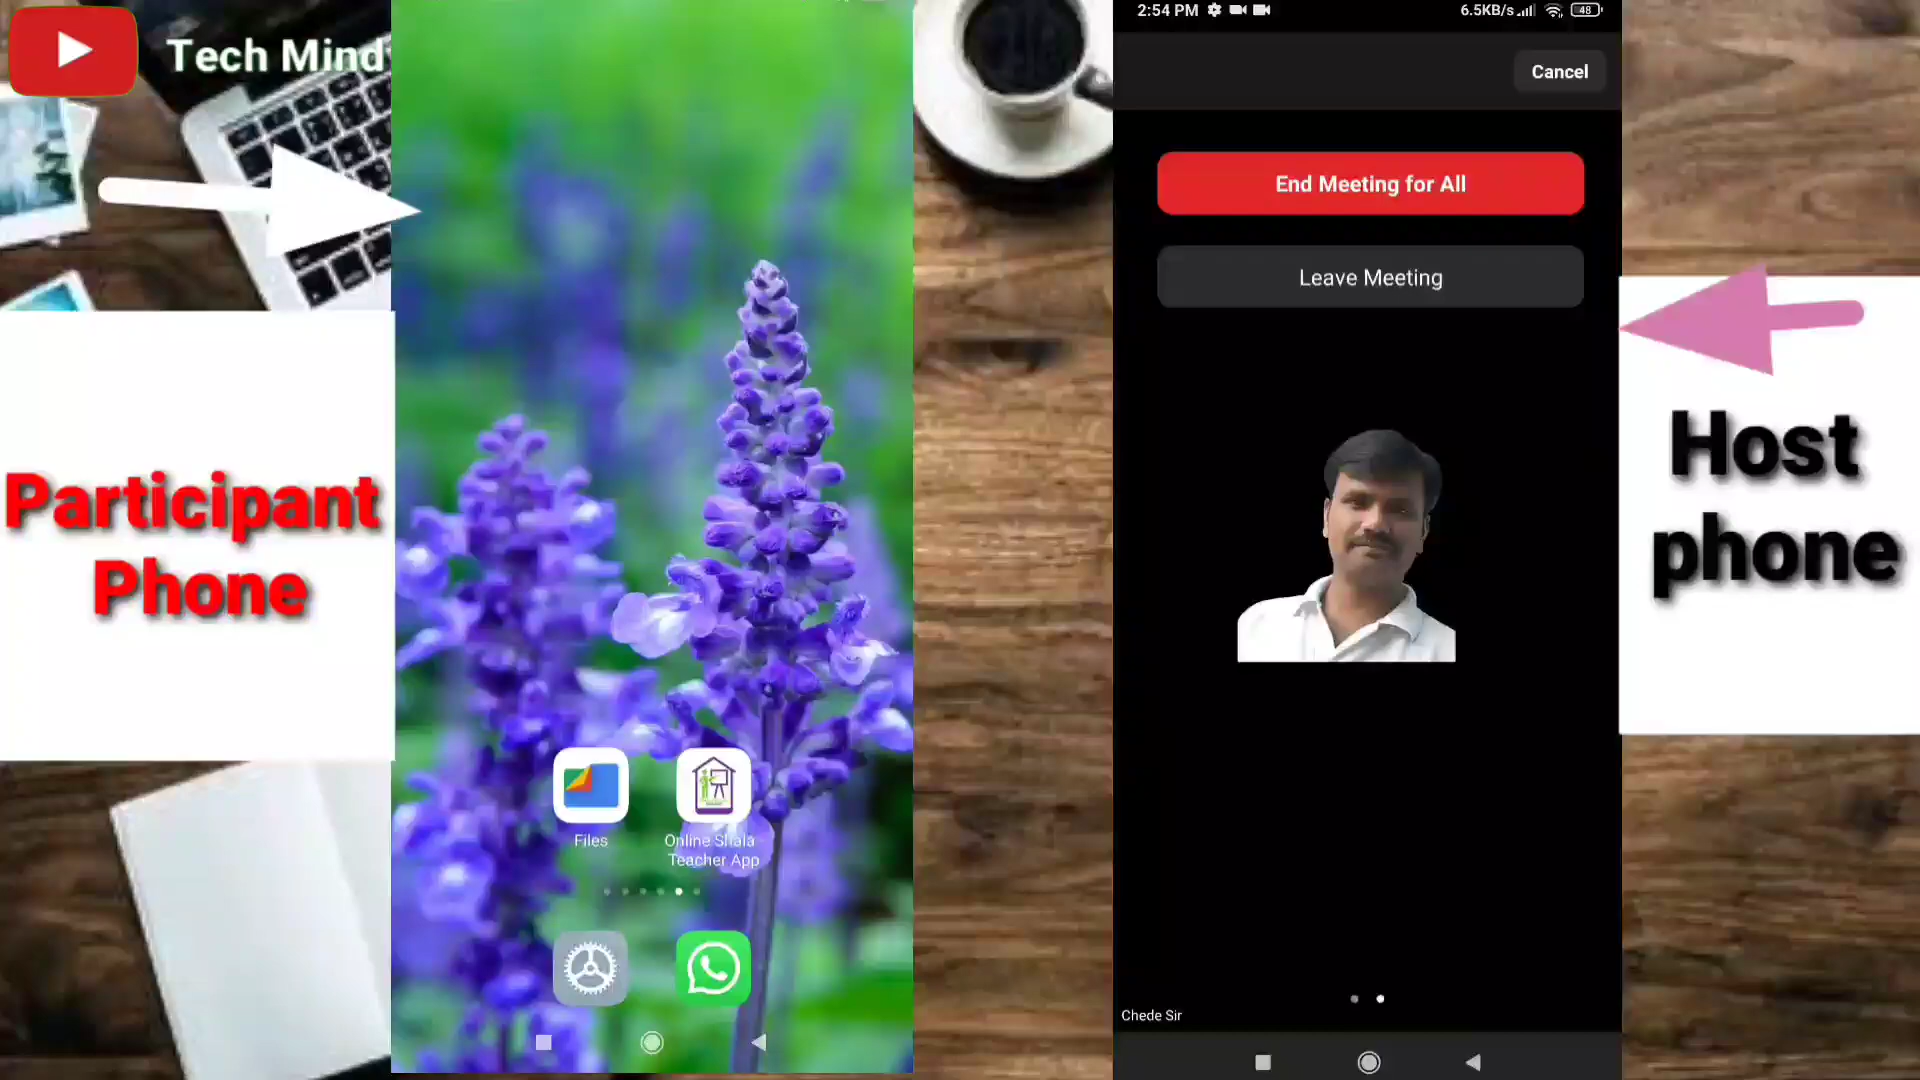 Tech Mind
Participant
Phone
Files
Online Shala
Teacher App
2:54 PM
6.5KB/s
48
Cancel
End Meeting for All
Leave Meeting
Chede Sir
Host
phone